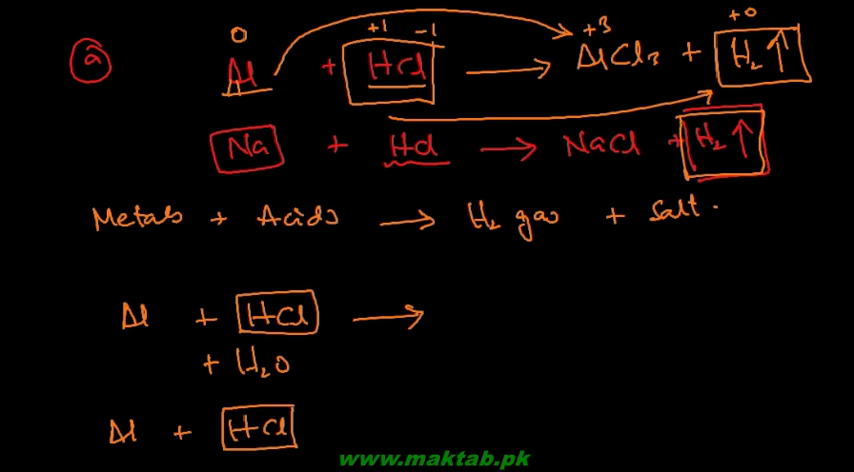 0 +1 -1 +3 +0
(a) Al + HCl → AlCl₃ + H₂↑
Na + HCl → NaCl + H₂↑
Metals + Acids → H₂ gas + Salt.
Al + HCl →
+ H₂O
Al + HCl
www.maktab.pk